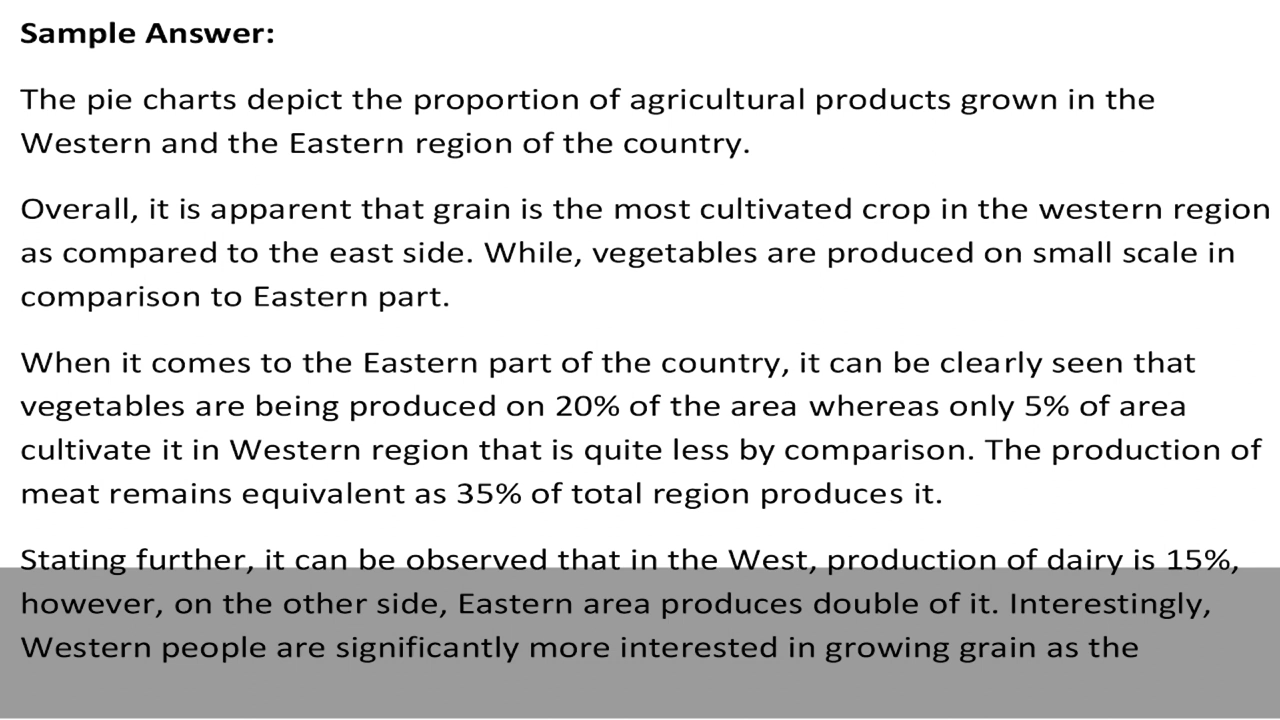 Sample Answer:
The pie charts depict the proportion of agricultural products grown in the
Western and the Eastern region of the country.
Overall, it is apparent that grain is the most cultivated crop in the western region
as compared to the east side. While, vegetables are produced on small scale in
comparison to Eastern part.
When it comes to the Eastern part of the country, it can be clearly seen that
vegetables are being produced on 20% of the area whereas only 5% of area
cultivate it in Western region that is quite less by comparison. The production of
meat remains equivalent as 35% of total region produces it.
Stating further, it can be observed that in the West, production of dairy is 15%,
however, on the other side, Eastern area produces double of it. Interestingly,
Western people are significantly more interested in growing grain as the